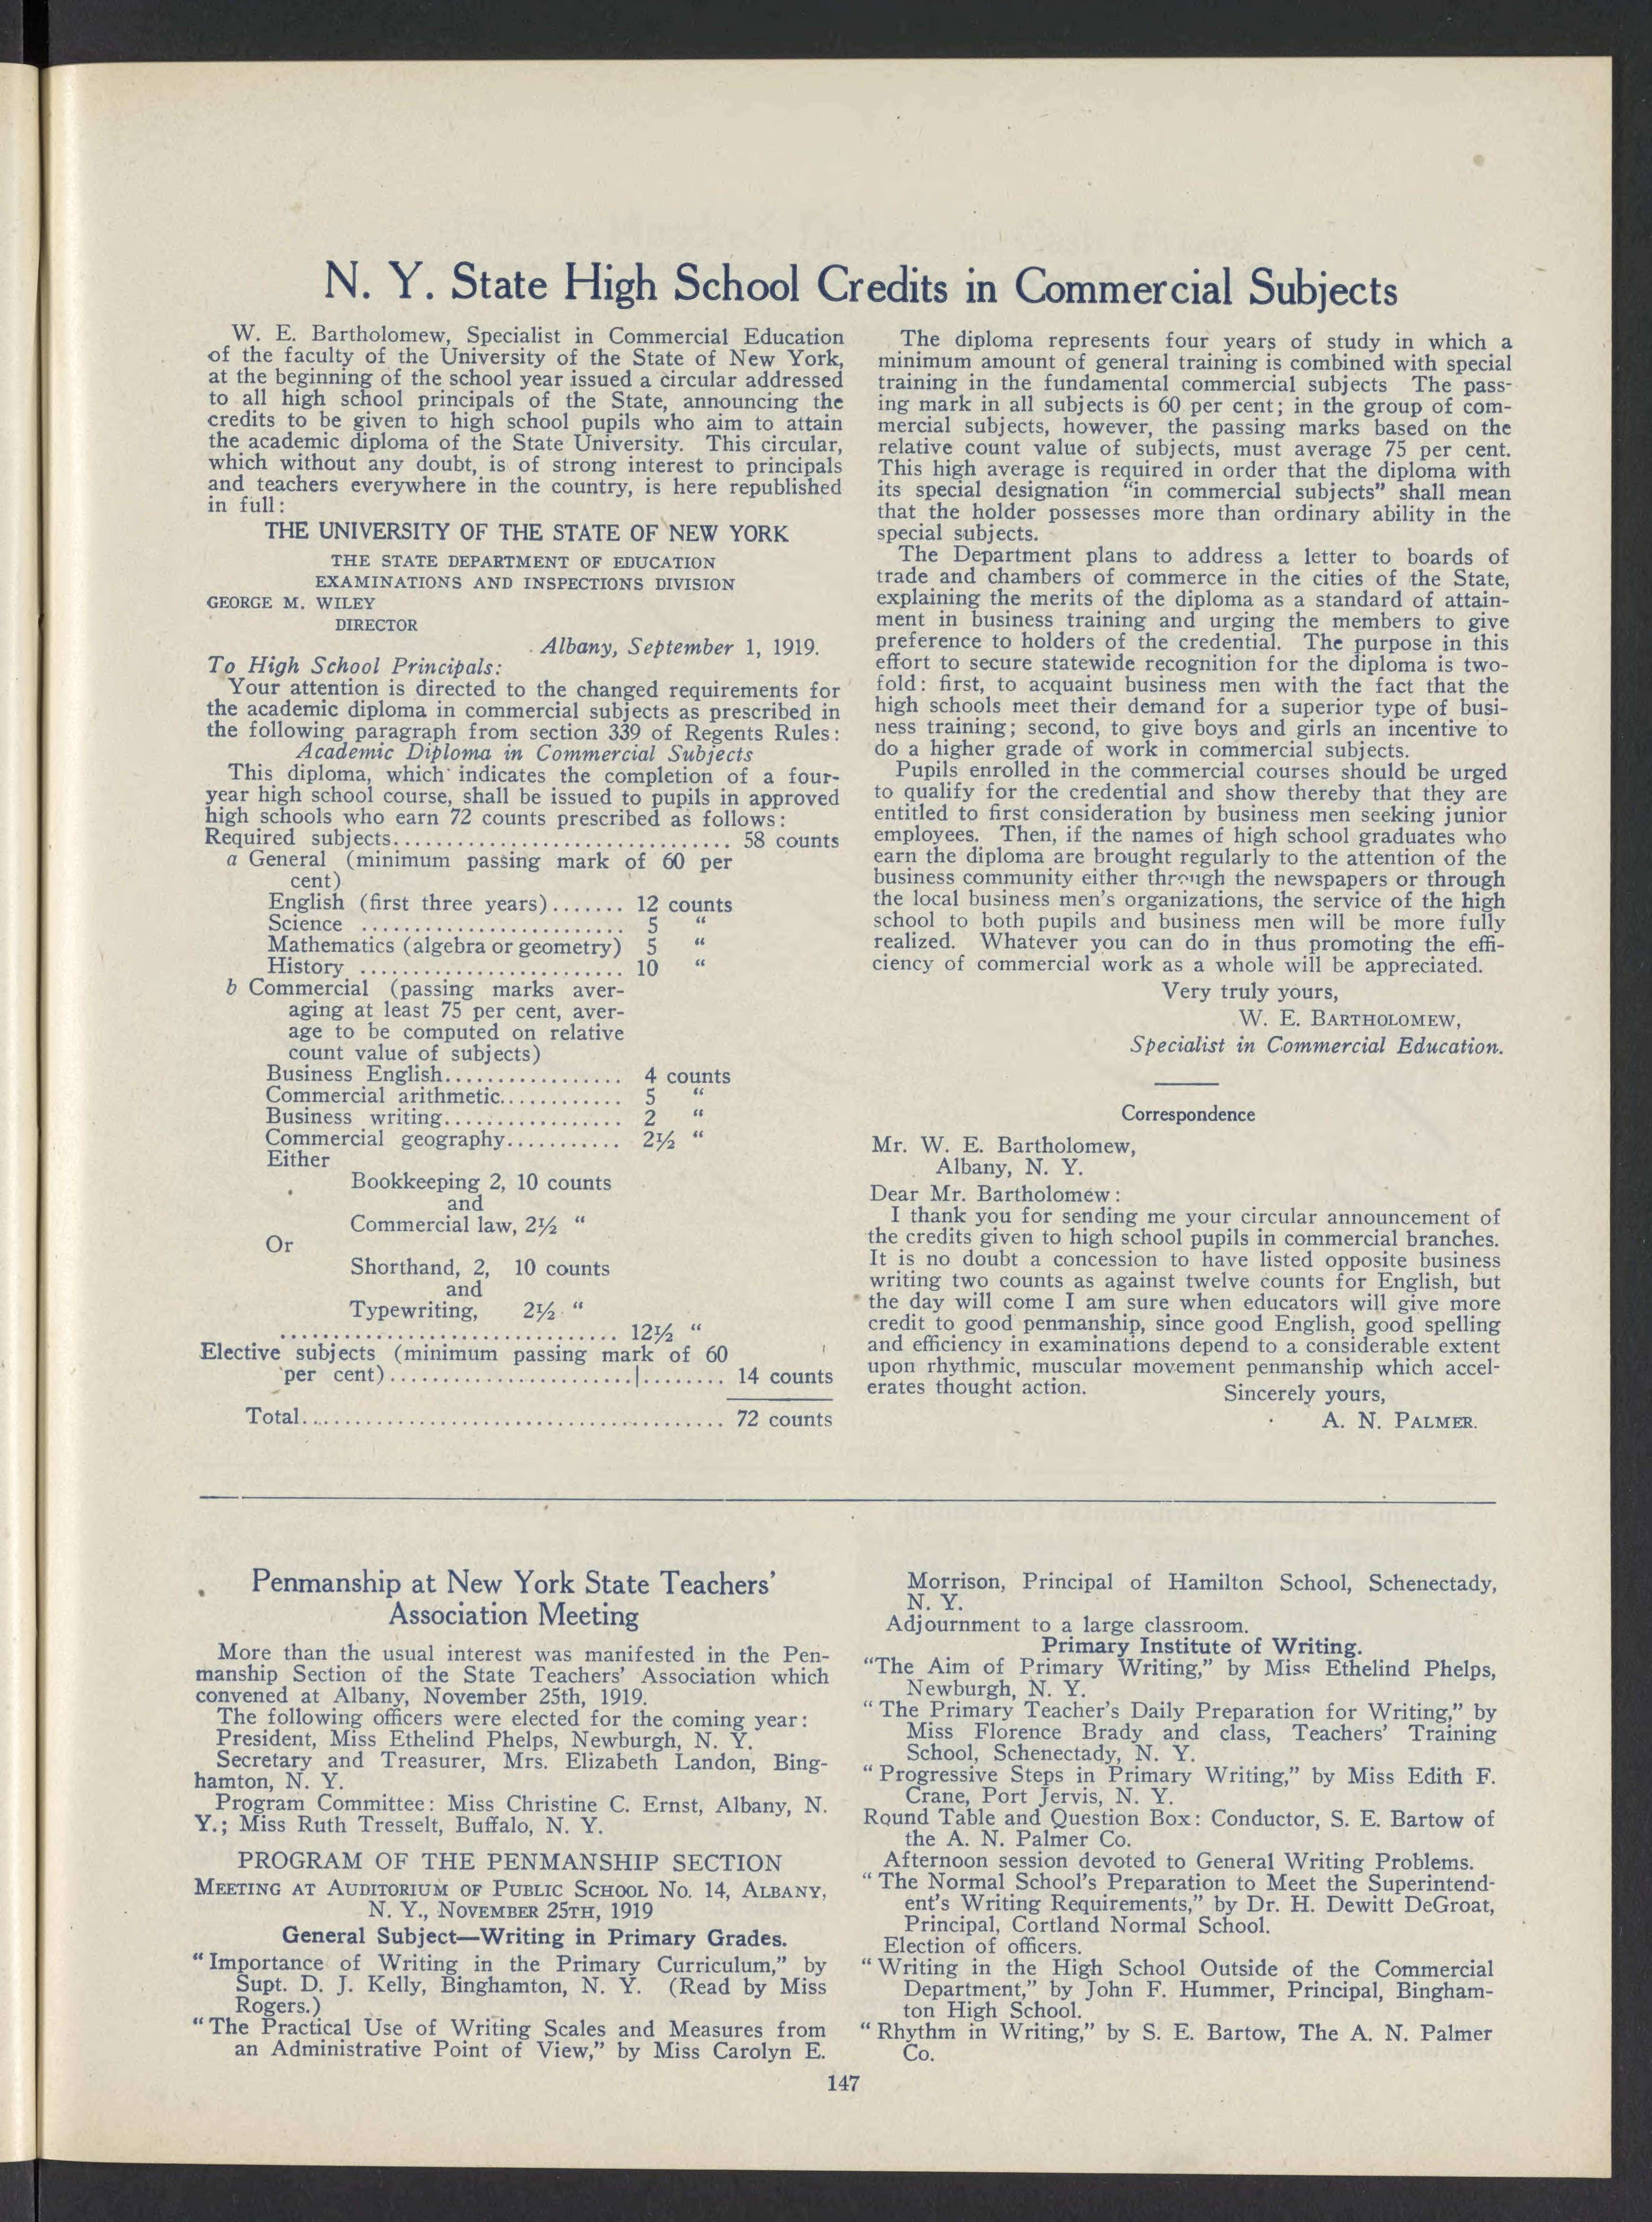 N. Y. State High School Credits in Commercial Subjects
W. E. Bartholomew, Specialist in Commercial Education
of the faculty of the University of the State of New York,
at the beginning of the school year issued a circular addressed
to all high school principals of the State, announcing the
credits to be given to high school pupils who aim to attain
the academic diploma of the State University. This circular,
which without any doubt, is of strong interest to principals
and teachers everywhere in the country, is here republished
in full:
THE UNIVERSITY OF THE STATE OF NEW YORK
THE STATE DEPARTMENT OF EDUCATION
EXAMINATIONS AND INSPECTIONS DIVISION
GEORGE M. WILEY
DIRECTOR
Albany, September 1, 1919.
To High School Principals:
Your attention is directed to the changed requirements for
the academic diploma in commercial subjects as prescribed in
the following paragraph from section 339 of Regents Rules:
Academic Diploma in Commercial Subjects
This diploma, which indicates the completion of a four-
year high school course, shall be issued to pupils in approved
high schools who earn 72 counts prescribed as follows:
Required subjects................................ 58 counts
a General (minimum passing mark of 60 per
cent)
English (first three years)....... 12 counts
Science ......................... 5 "
Mathematics (algebra or geometry) 5 "
History ......................... 10 "
b Commercial (passing marks aver-
aging at least 75 per cent, aver-
age to be computed on relative
count value of subjects)
Business English................. 4 counts
Commercial arithmetic............ 5 "
Business writing................. 2 "
Commercial geography........... 2½ "
Either
Bookkeeping 2, 10 counts
and
Commercial law, 2½ "
Or
Shorthand, 2, 10 counts
and
Typewriting, 2½ "
................................ 12½ "
Elective subjects (minimum passing mark of 60
per cent)............................... 14 counts
Total........................................ 72 counts
The diploma represents four years of study in which a
minimum amount of general training is combined with special
training in the fundamental commercial subjects The pass-
ing mark in all subjects is 60 per cent; in the group of com-
mercial subjects, however, the passing marks based on the
relative count value of subjects, must average 75 per cent.
This high average is required in order that the diploma with
its special designation "in commercial subjects" shall mean
that the holder possesses more than ordinary ability in the
special subjects.
The Department plans to address a letter to boards of
trade and chambers of commerce in the cities of the State,
explaining the merits of the diploma as a standard of attain-
ment in business training and urging the members to give
preference to holders of the credential. The purpose in this
effort to secure statewide recognition for the diploma is two-
fold: first, to acquaint business men with the fact that the
high schools meet their demand for a superior type of busi-
ness training; second, to give boys and girls an incentive to
do a higher grade of work in commercial subjects.
Pupils enrolled in the commercial courses should be urged
to qualify for the credential and show thereby that they are
entitled to first consideration by business men seeking junior
employees. Then, if the names of high school graduates who
earn the diploma are brought regularly to the attention of the
business community either through the newspapers or through
the local business men's organizations, the service of the high
school to both pupils and business men will be more fully
realized. Whatever you can do in thus promoting the effi-
ciency of commercial work as a whole will be appreciated.
Very truly yours,
W. E. BARTHOLOMEW,
Specialist in Commercial Education.
Correspondence
Mr. W. E. Bartholomew,
Albany, N. Y.
Dear Mr. Bartholomew:
I thank you for sending me your circular announcement of
the credits given to high school pupils in commercial branches.
It is no doubt a concession to have listed opposite business
writing two counts as against twelve counts for English, but
the day will come I am sure when educators will give more
credit to good penmanship, since good English, good spelling
and efficiency in examinations depend to a considerable extent
upon rhythmic, muscular movement penmanship which accel-
erates thought action. Sincerely yours,
A. N. PALMER.
Penmanship at New York State Teachers'
Association Meeting
More than the usual interest was manifested in the Pen-
manship Section of the State Teachers' Association which
convened at Albany, November 25th, 1919.
The following officers were elected for the coming year:
President, Miss Ethelind Phelps, Newburgh, N. Y.
Secretary and Treasurer, Mrs. Elizabeth Landon, Bing-
hamton, N. Y.
Program Committee: Miss Christine C. Ernst, Albany, N.
Y.; Miss Ruth Tresselt, Buffalo, N. Y.
PROGRAM OF THE PENMANSHIP SECTION
MEETING AT AUDITORIUM OF PUBLIC SCHOOL NO. 14, ALBANY,
N. Y., NOVEMBER 25TH, 1919
General Subject—Writing in Primary Grades.
"Importance of Writing in the Primary Curriculum," by
Supt. D. J. Kelly, Binghamton, N. Y. (Read by Miss
Rogers.)
"The Practical Use of Writing Scales and Measures from
an Administrative Point of View," by Miss Carolyn E.
Morrison, Principal of Hamilton School, Schenectady,
N. Y.
Adjournment to a large classroom.
Primary Institute of Writing.
"The Aim of Primary Writing," by Miss Ethelind Phelps,
Newburgh, N. Y.
"The Primary Teacher's Daily Preparation for Writing," by
Miss Florence Brady and class, Teachers' Training
School, Schenectady, N. Y.
"Progressive Steps in Primary Writing," by Miss Edith F.
Crane, Port Jervis, N. Y.
Round Table and Question Box: Conductor, S. E. Bartow of
the A. N. Palmer Co.
Afternoon session devoted to General Writing Problems.
"The Normal School's Preparation to Meet the Superintend-
ent's Writing Requirements," by Dr. H. Dewitt DeGroat,
Principal, Cortland Normal School.
Election of officers.
"Writing in the High School Outside of the Commercial
Department," by John F. Hummer, Principal, Bingham-
ton High School.
"Rhythm in Writing," by S. E. Bartow, The A. N. Palmer
Co.
147